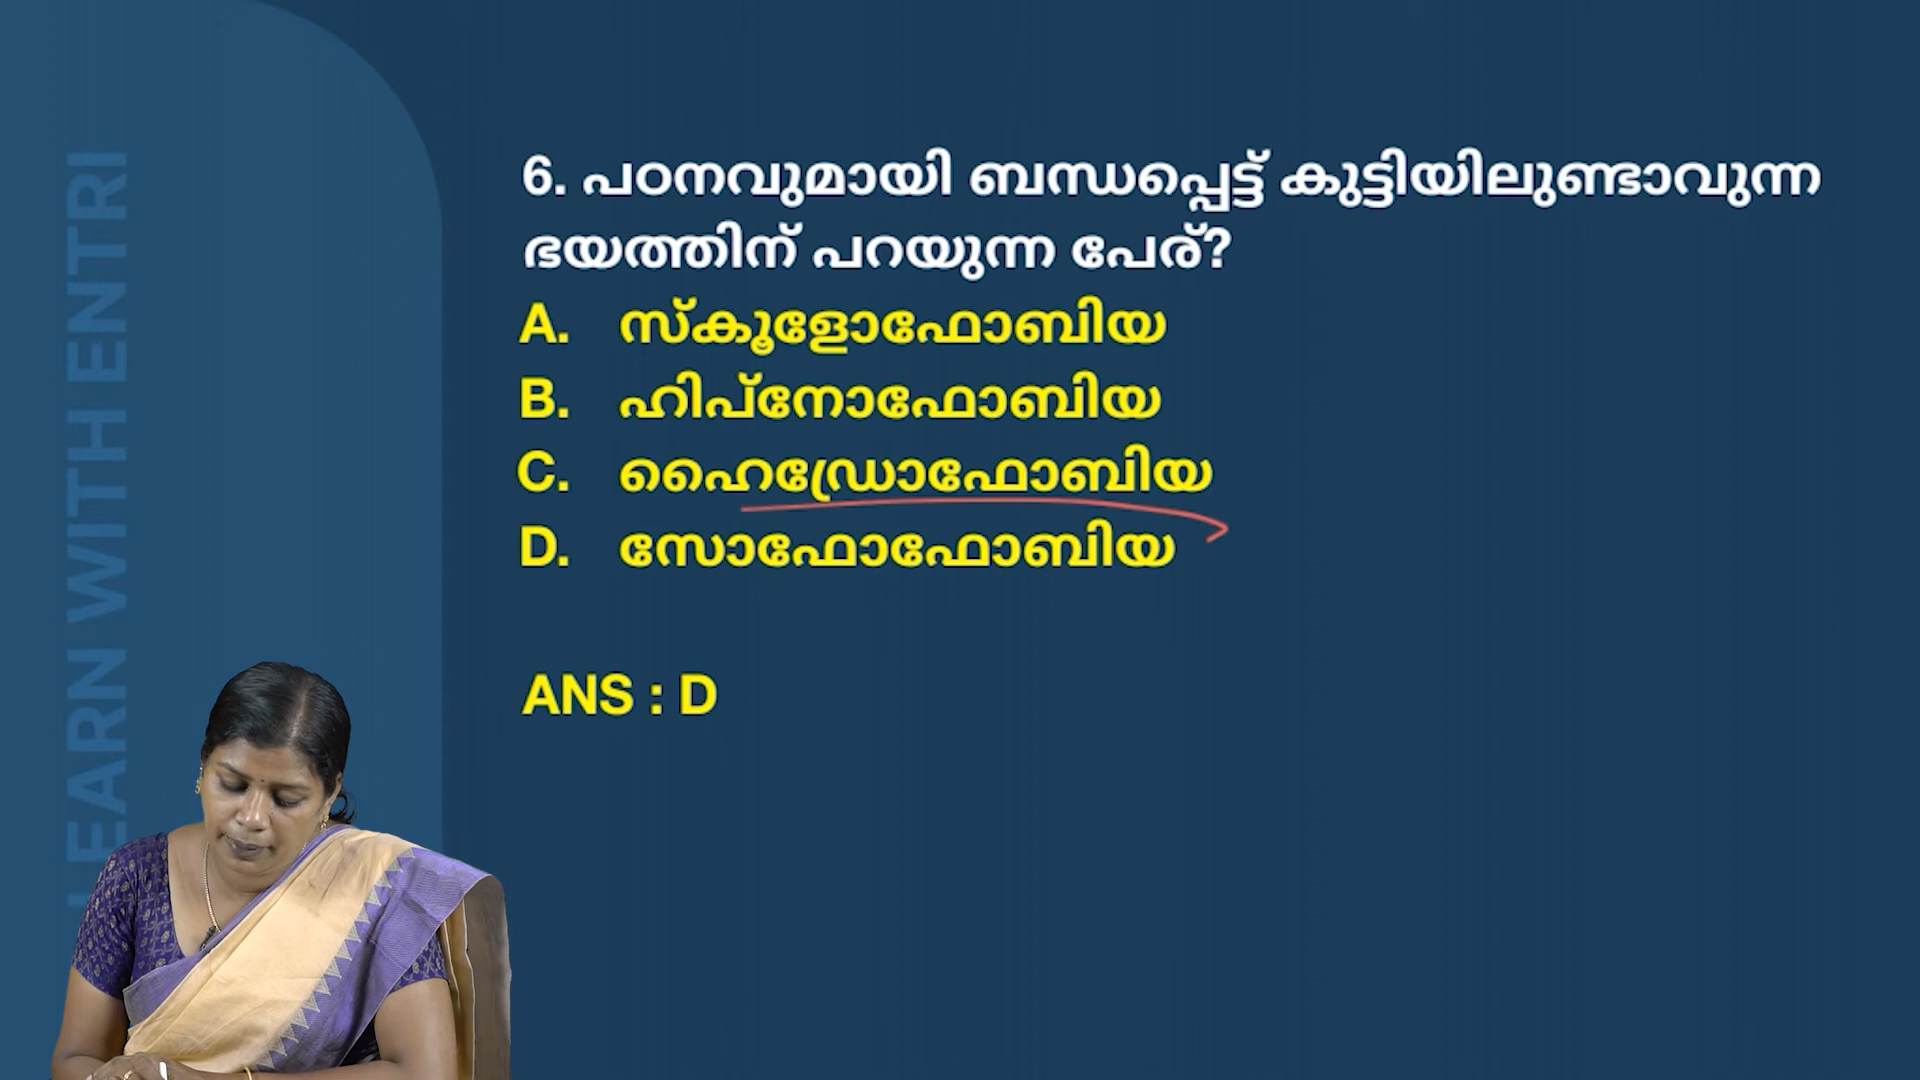 LEARN WITH ENTRI
6. പഠനവുമായി ബന്ധപ്പെട്ട് കുട്ടിയിലുണ്ടാവുന്ന
ഭയത്തിന് പറയുന്ന പേര്?
A. സ്കൂളോഫോബിയ
B. ഹിപ്നോഫോബിയ
C. ഹൈഡ്രോഫോബിയ
D. സോഫോഫോബിയ
ANS : D